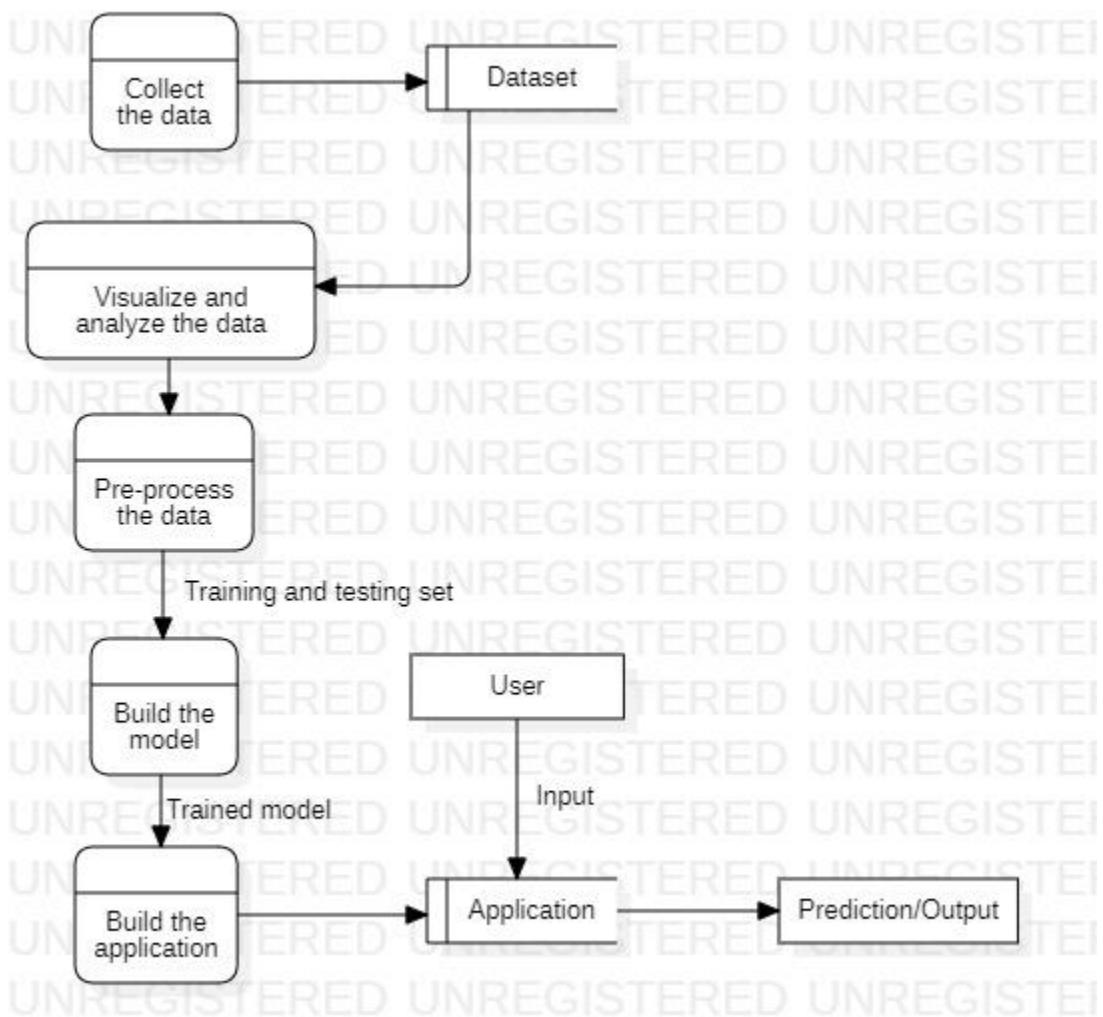 Collect
the data
Dataset
Visualize and
analyze the data
Pre-process
the data
Training and testing set
Build the
model
User
Trained model
Input
Build the
application
Application
Prediction/Output
UNREGISTERED